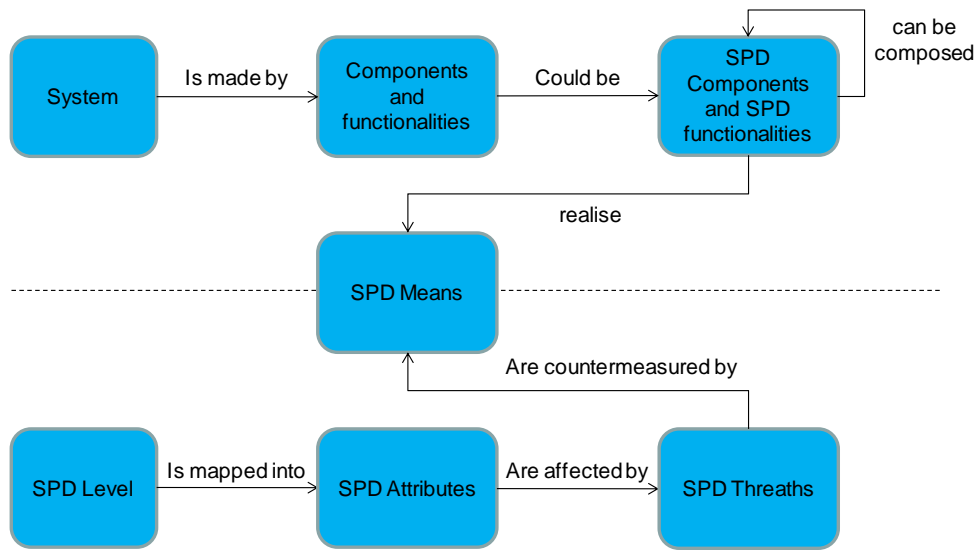 System
Is made by
Components
and
functionalities
Could be
SPD
Components
and SPD
functionalities
can be
composed
realise
SPD Means
Are countermeasured by
SPD Level
Is mapped into
SPD Attributes
Are affected by
SPD Threaths